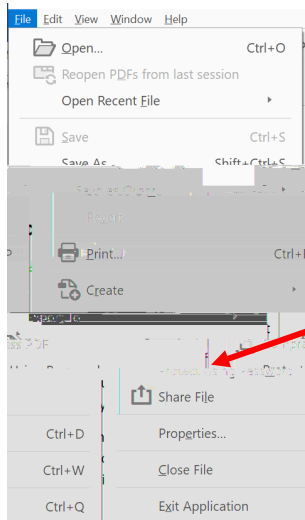 File Edit View Window Help
Open... Ctrl+O
Reopen PDFs from last session
Open Recent File
Save Ctrl+S
Save As Shift+Ctrl+S
Print... Ctrl+
Create
Share File
Ctrl+D Properties...
Ctrl+W Close File
Ctrl+Q Exit Application